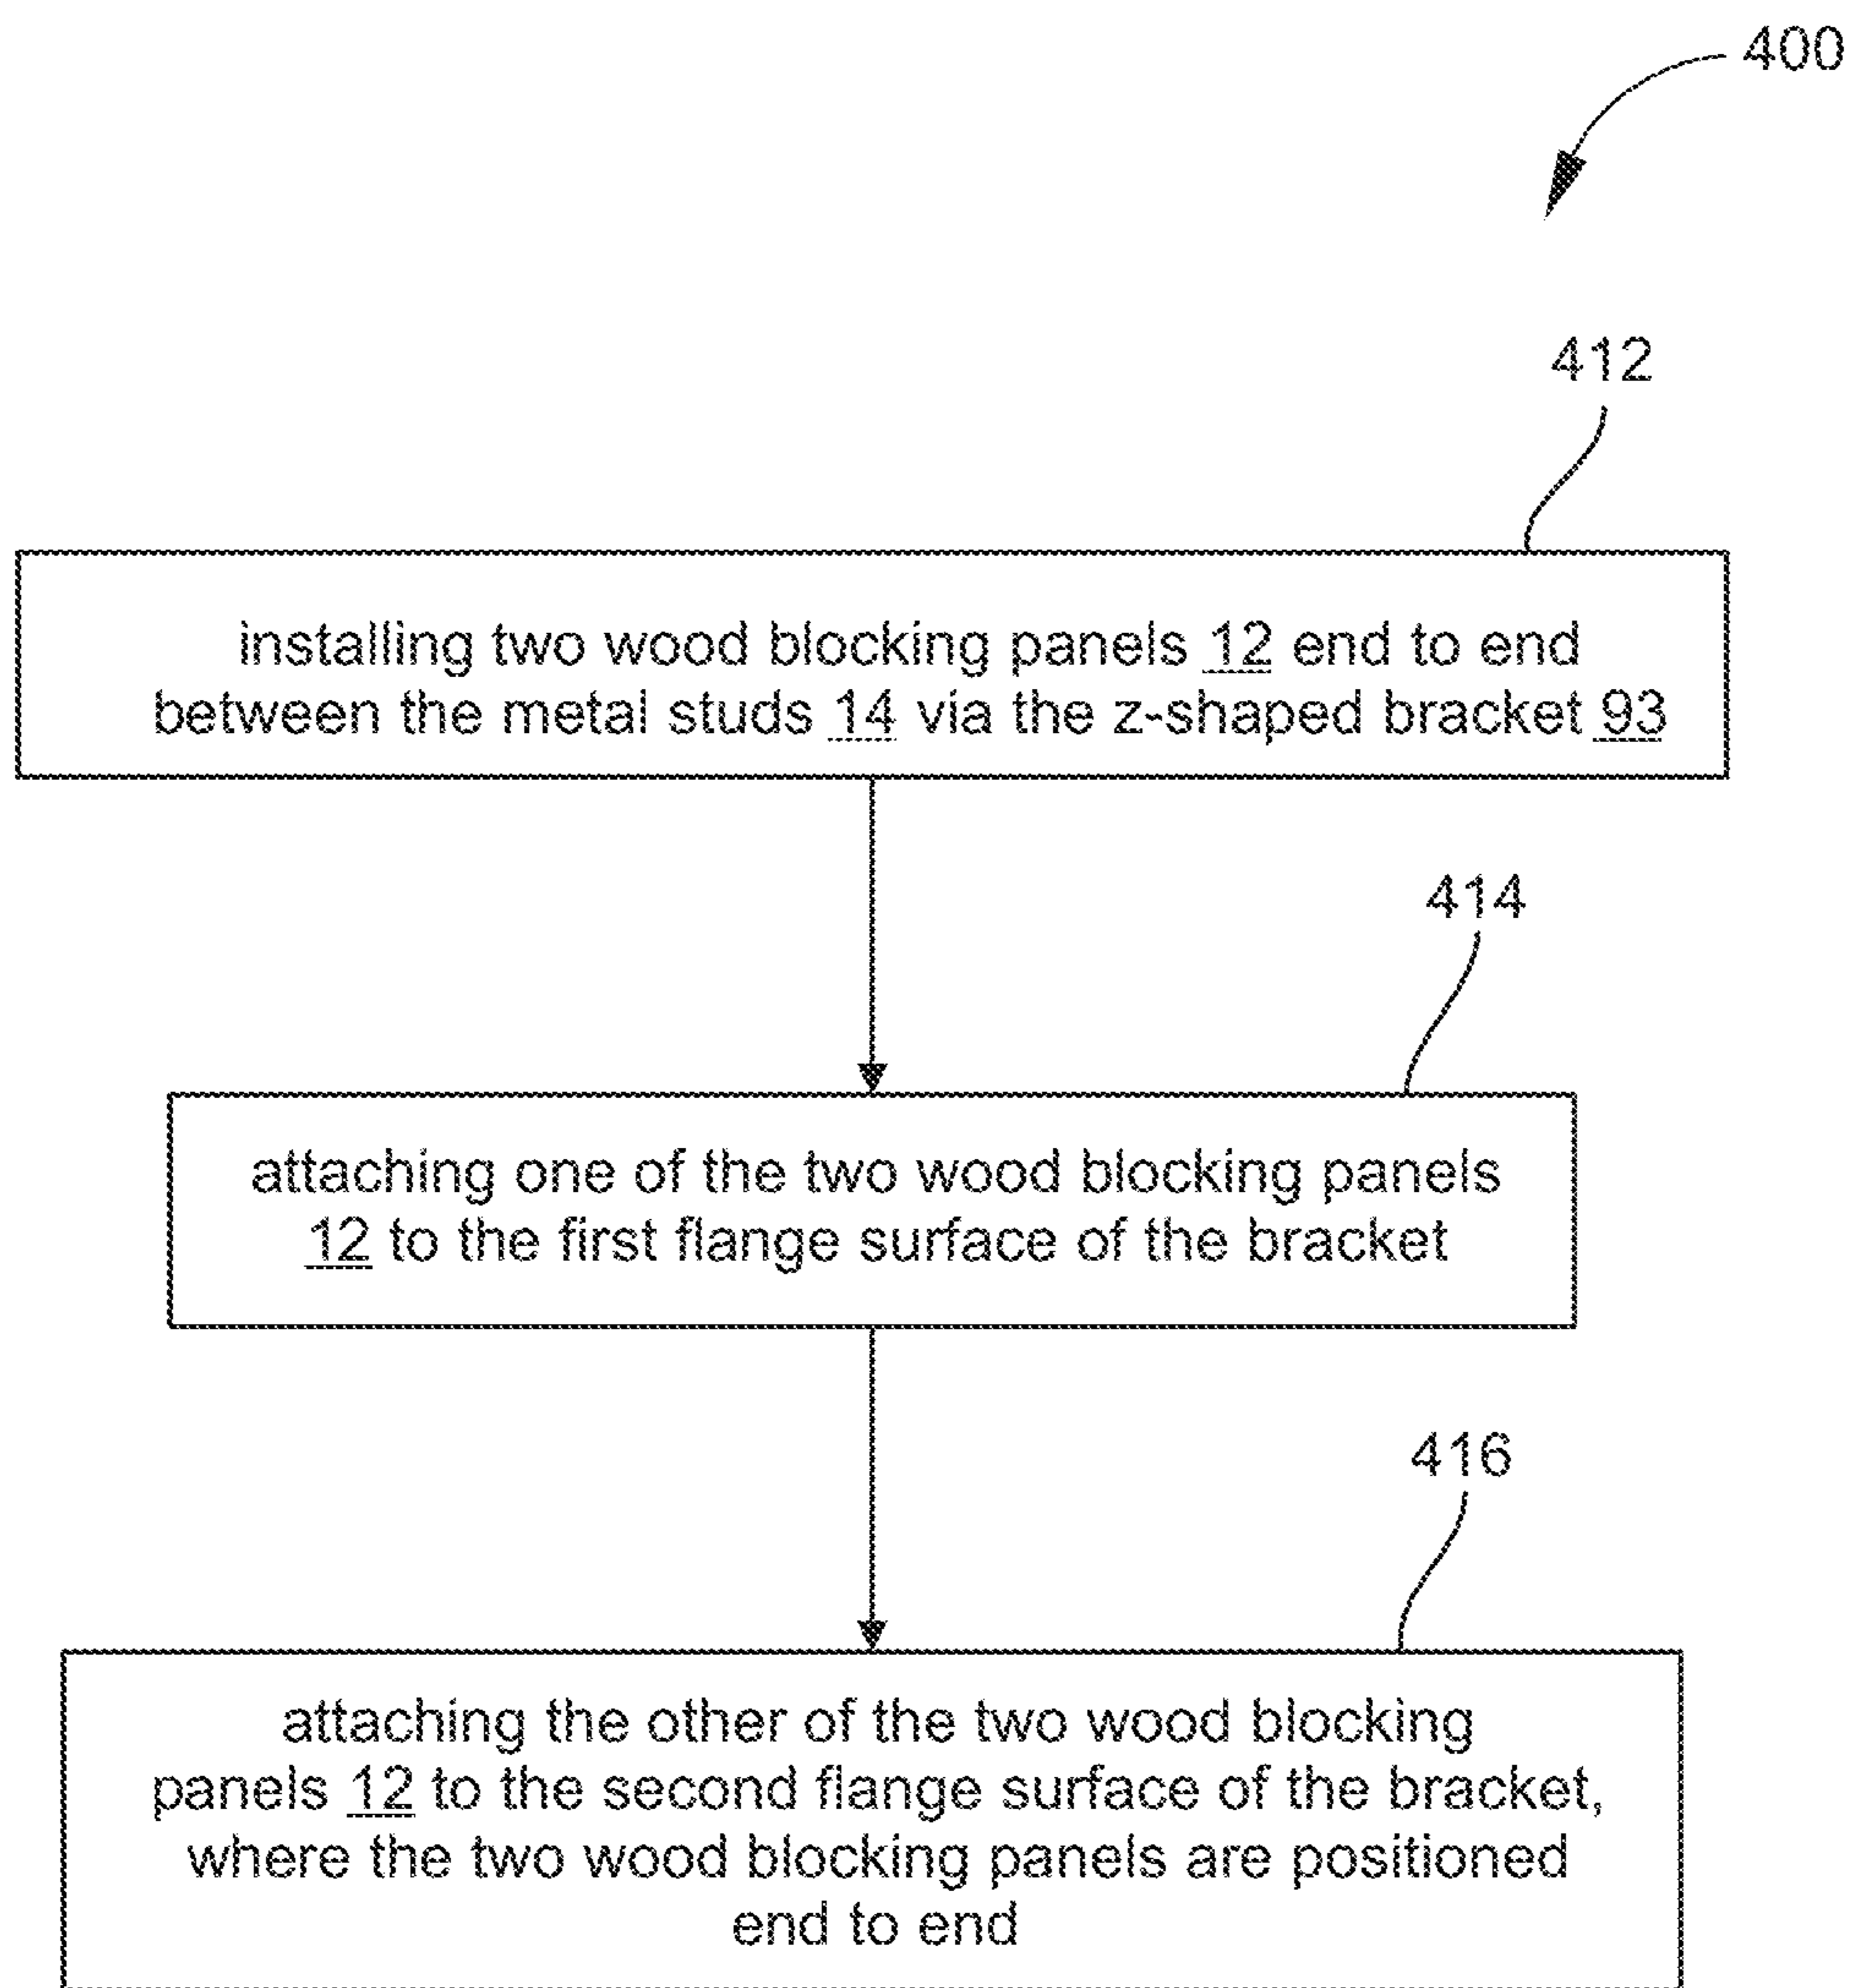 400
412
installing two wood blocking panels 12 end to end
between the metal studs 14 via the z-shaped bracket 93
414
attaching one of the two wood blocking panels
12 to the first flange surface of the bracket
416
attaching the other of the two wood blocking
panels 12 to the second flange surface of the bracket,
where the two wood blocking panels are positioned
end to end